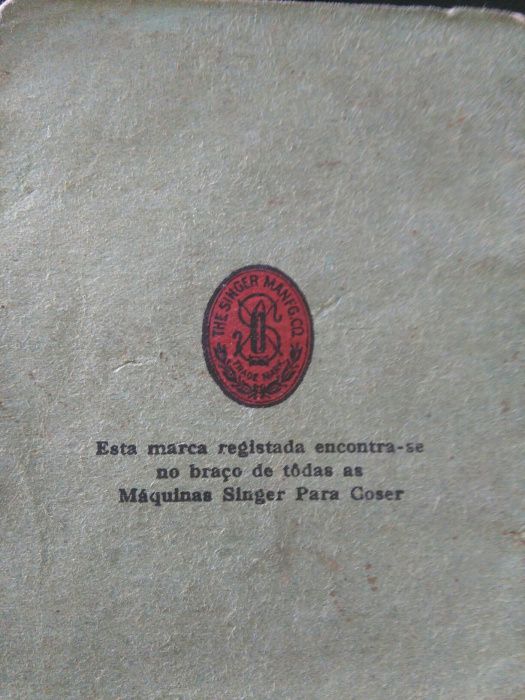 THE SINGER MANFG. CO.
S
TRADE MARK
Esta marca registada encontra-se
no braço de tôdas as
Máquinas Singer Para Coser